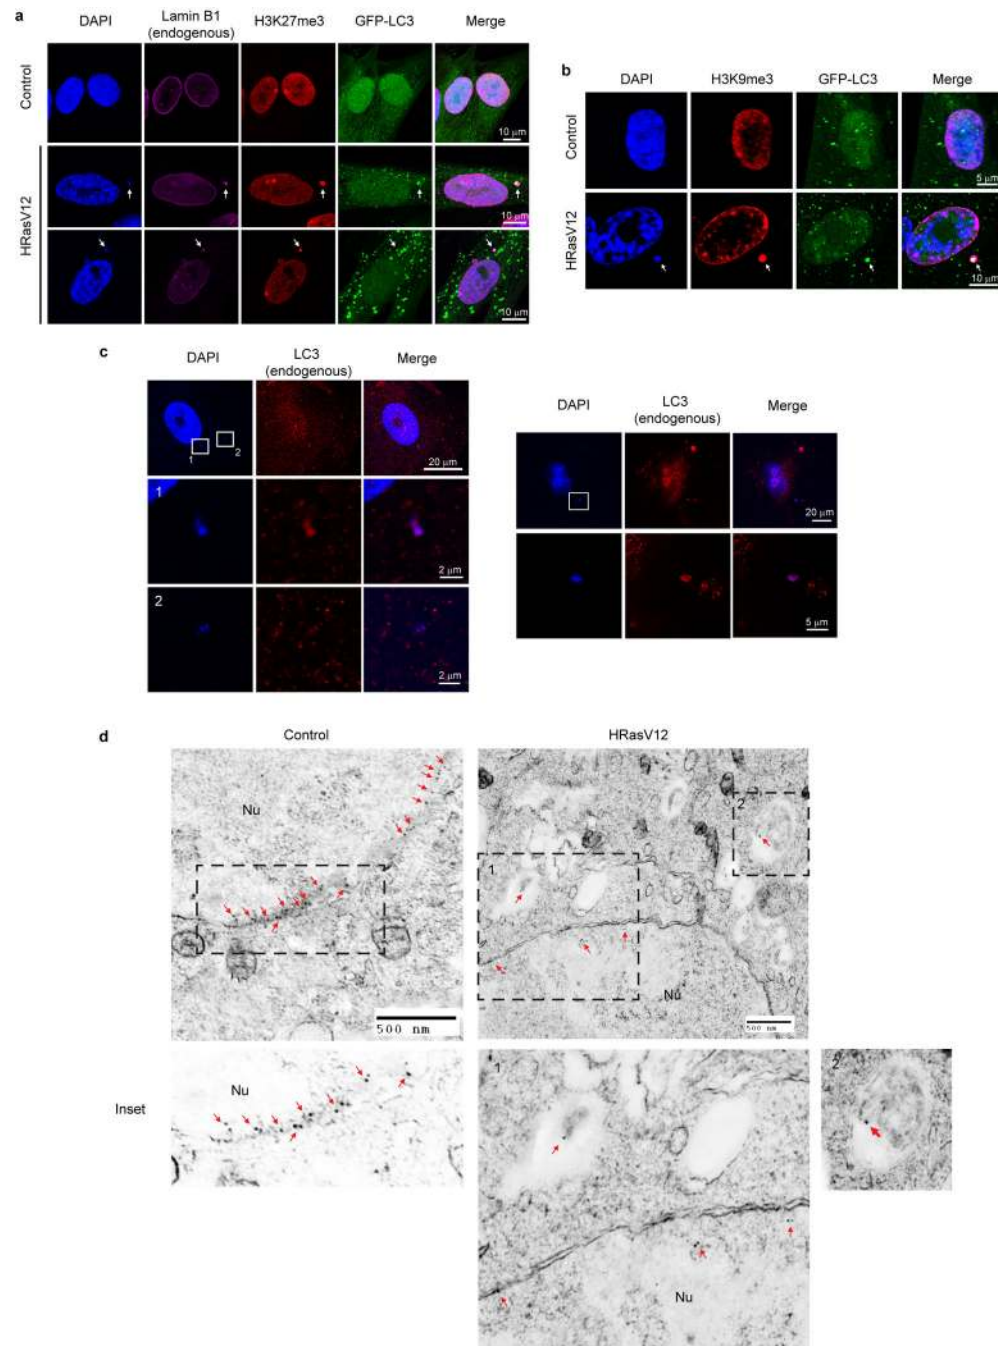 a
DAPI
Lamin B1
(endogenous)
H3K27me3
GFP-LC3
Merge
Control
10 μm
HRasV12
10 μm
10 μm
b
DAPI
H3K9me3
GFP-LC3
Merge
Control
5 μm
HRasV12
10 μm
c
DAPI
LC3
(endogenous)
Merge
1
2
20 μm
1
2 μm
2
2 μm
DAPI
LC3
(endogenous)
Merge
20 μm
5 μm
d
Control
HRasV12
Nu
500 nm
1
2
Nu
500 nm
Inset
Nu
1
Nu
2